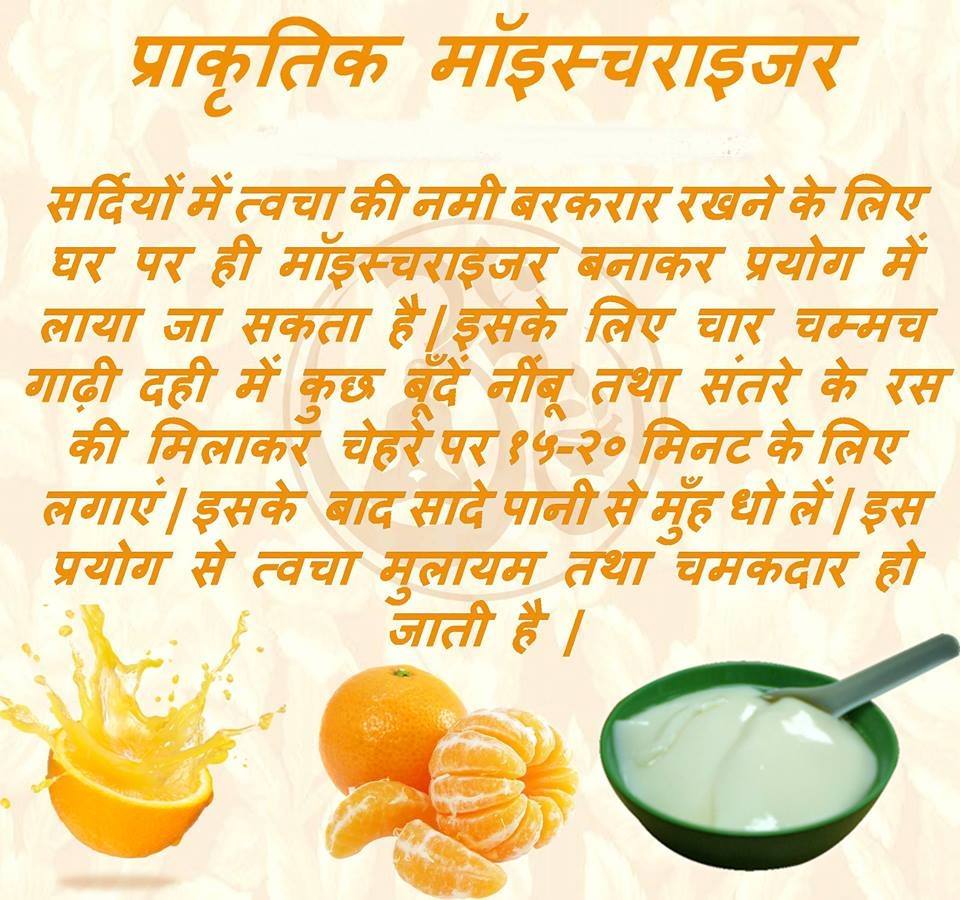 प्राकृतिक मॉइस्चराइजर
सर्दियों में त्वचा की नमी बरकरार रखने के लिए
घर पर ही मॉइस्चराइजर बनाकर प्रयोग में
लाया जा सकता है | इसके लिए चार चम्मच
गाढ़ी दही में कुछ बूँदें नींबू तथा संतरे के रस
की मिलाकर चेहरे पर १५-२० मिनट के लिए
लगाएं | इसके बाद सादे पानी से मुँह धो लें | इस
प्रयोग से त्वचा मुलायम तथा चमकदार हो
जाती है |